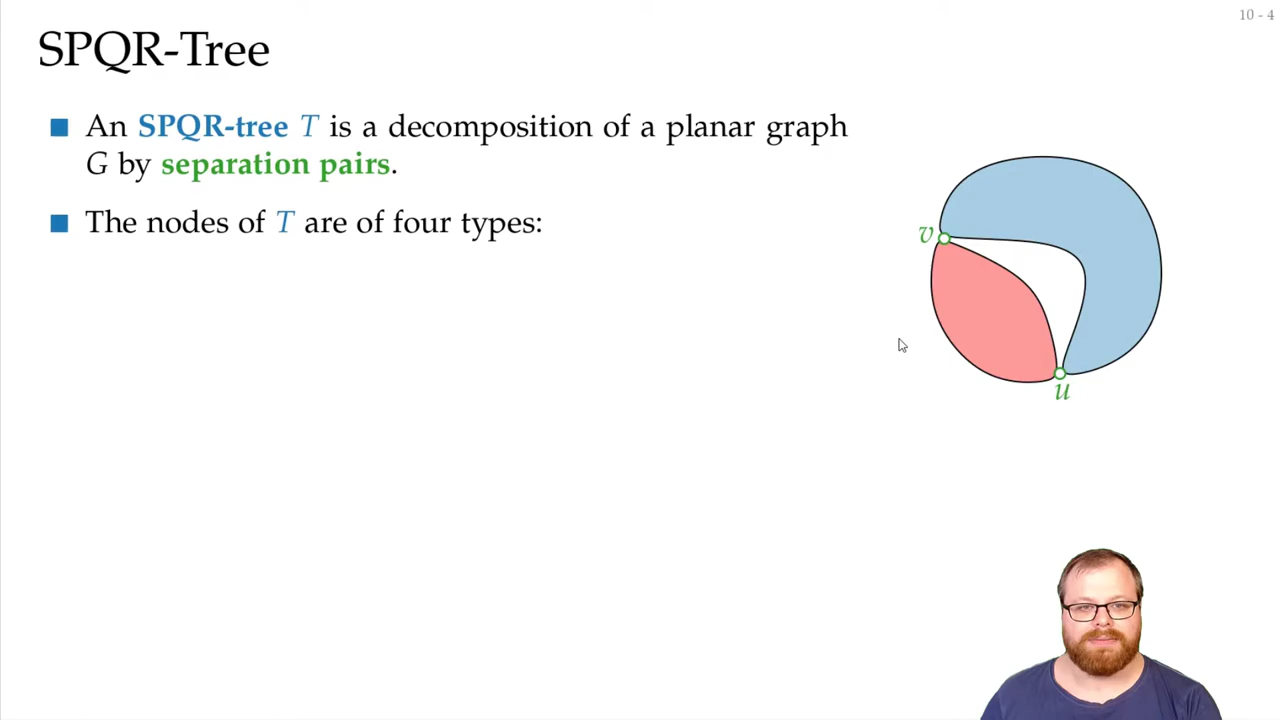 10 - 4
SPQR-Tree
An SPQR-tree T is a decomposition of a planar graph
G by separation pairs.
The nodes of T are of four types:
v
u